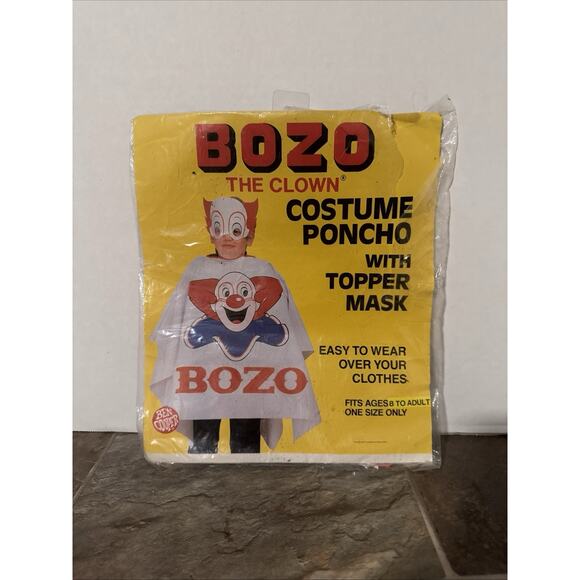 BOZO
THE CLOWN®
COSTUME
PONCHO
WITH
TOPPER
MASK
BOZO
EASY TO WEAR
OVER YOUR
CLOTHES
FITS AGES 8 TO ADULT
ONE SIZE ONLY
BEN
COOPER